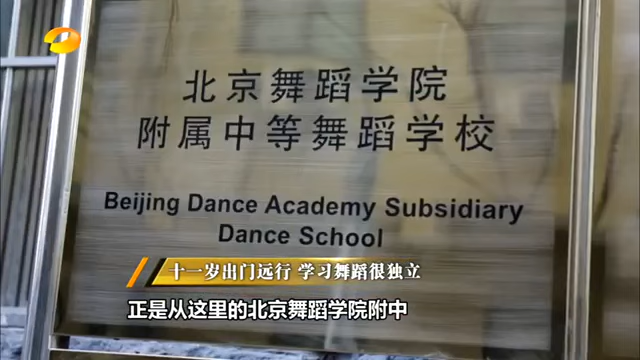 北京舞蹈学院
附属中等舞蹈学校
Beijing Dance Academy Subsidiary
Dance School
十一岁出门远行 学习舞蹈很独立
正是从这里的北京舞蹈学院附中